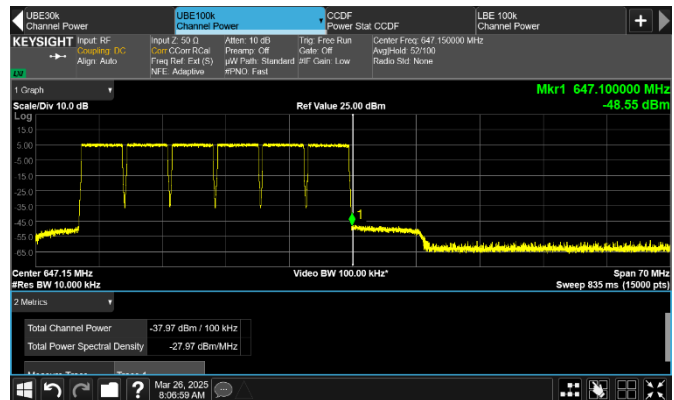 UBE30k
Channel Power
UBE100k
Channel Power
CCDF
Power Stat CCDF
LBE 100k
Channel Power
KEYSIGHT
Input: RF
Coupling: DC
Align: Auto
Input Z: 50 Ω
Corr CCorr RCal
Freq Ref: Ext (S)
NFE: Adaptive
Atten: 10 dB
Preamp: Off
µW Path: Standard
#PNO: Fast
Trig: Free Run
Gate: Off
#IF Gain: Low
Center Freq: 647.150000 MHz
Avg|Hold: 52/100
Radio Std: None
LXI
1 Graph
Mkr1 647.100000 MHz
-48.55 dBm
Scale/Div 10.0 dB
Ref Value 25.00 dBm
Log
15.0
5.00
-5.00
-15.0
-25.0
-35.0
-45.0
-55.0
-65.0
1
Center 647.15 MHz
Video BW 100.00 kHz*
Span 70 MHz
#Res BW 10.000 kHz
Sweep 835 ms (15000 pts)
2 Metrics
Total Channel Power
-37.97 dBm / 100 kHz
Total Power Spectral Density
-27.97 dBm/MHz
Measure Trace
Trace 1
?
Mar 26, 2025
8:06:59 AM